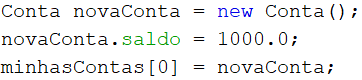 Conta novaConta = new Conta();
novaConta.saldo = 1000.0;
minhasContas[0] = novaConta;